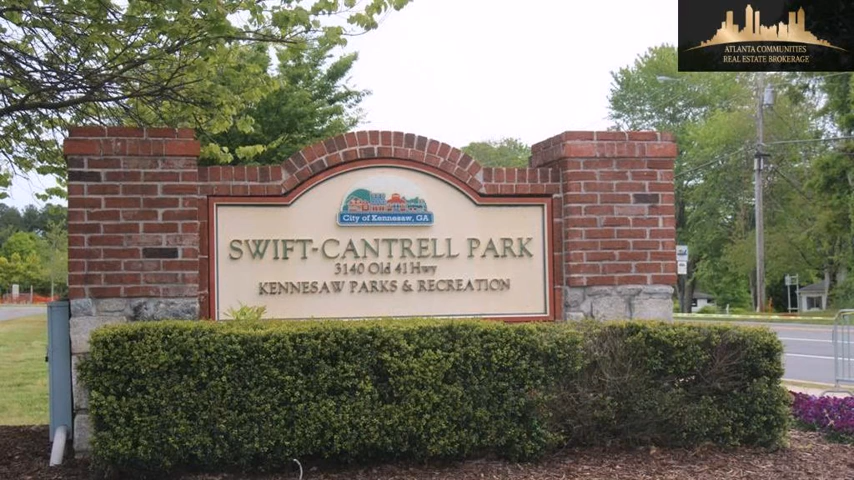 ATLANTA COMMUNITIES
REAL ESTATE BROKERAGE
City of Kennesaw, GA
SWIFT-CANTRELL PARK
3140 Old 41 Hwy
KENNESAW PARKS & RECREATION